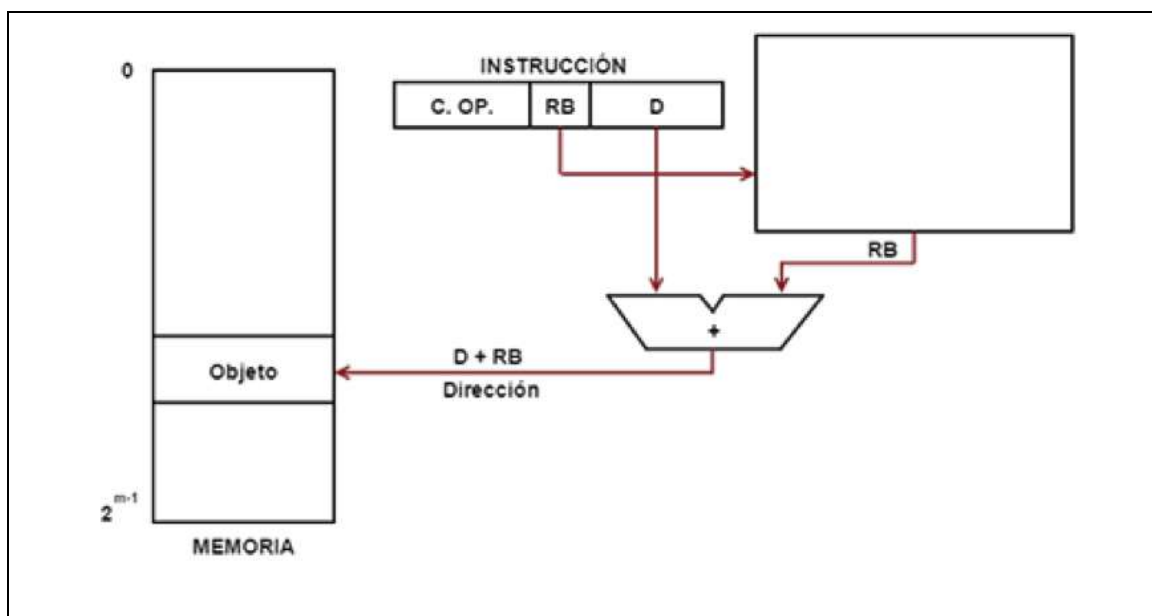 INSTRUCCIÓN
0
C. OP. RB D
RB
+
D + RB
Objeto
Dirección
2^m-1
MEMORIA